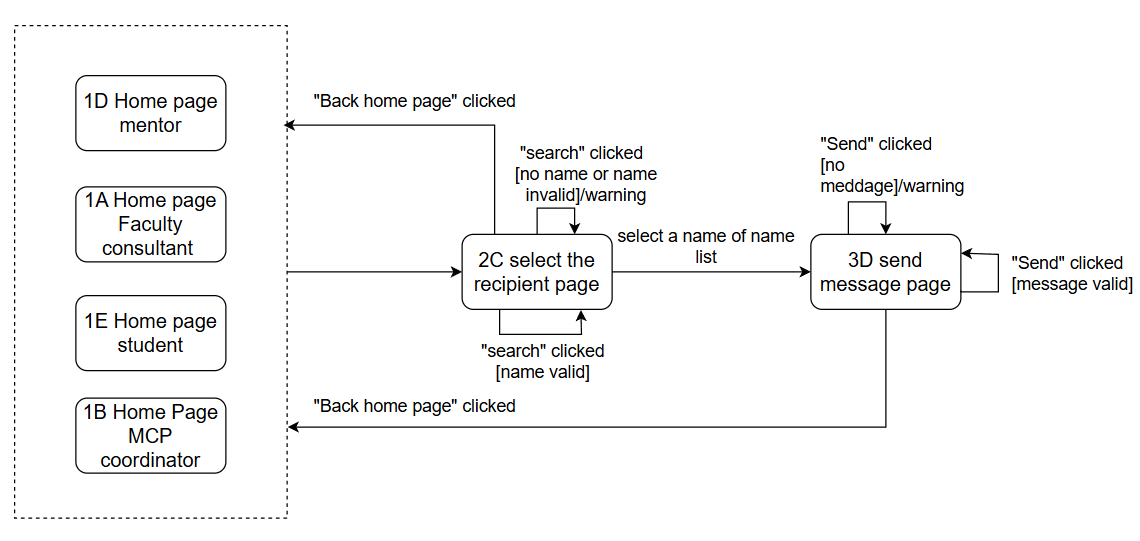 1D Home page
mentor
1A Home page
Faculty
consultant
1E Home page
student
1B Home Page
MCP
coordinator
"Back home page" clicked
"search" clicked
[no name or name
invalid]/warning
2C select the
recipient page
"search" clicked
[name valid]
select a name of name
list
"Send" clicked
[no
meddage]/warning
3D send
message page
"Send" clicked
[message valid]
"Back home page" clicked